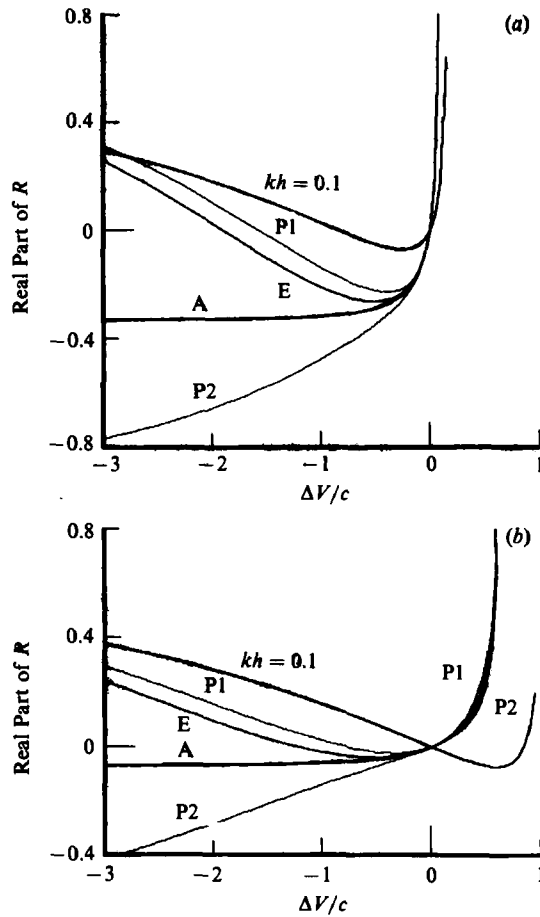 (a)
0.8
0.4
0
−0.4
−0.8
Real Part of R
kh = 0.1
P1
E
A
P2
−3
−2
−1
0
1
ΔV/c
(b)
0.8
0.4
0
−0.4
Real Part of R
kh = 0.1
P1
E
A
P2
P1
P2
−3
−2
−1
0
1
ΔV/c